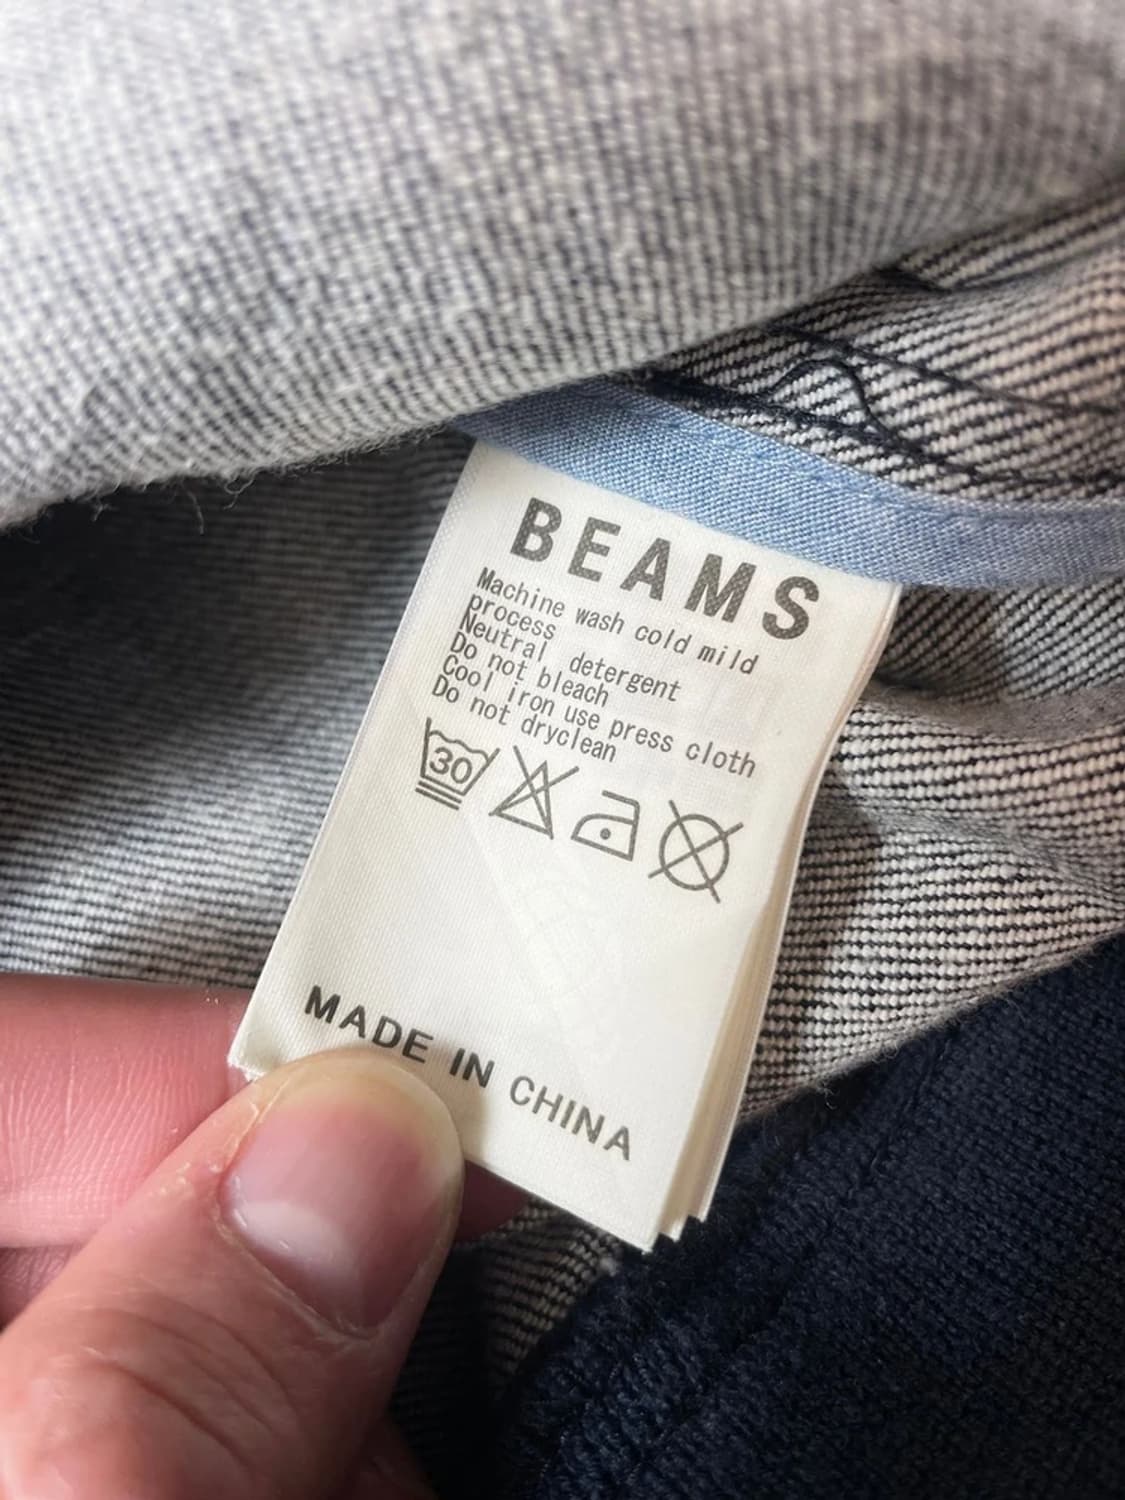 BEAMS
Machine wash cold mild
process
Neutral detergent
Do not bleach
Cool iron use press cloth
Do not dryclean
30
MADE IN CHINA